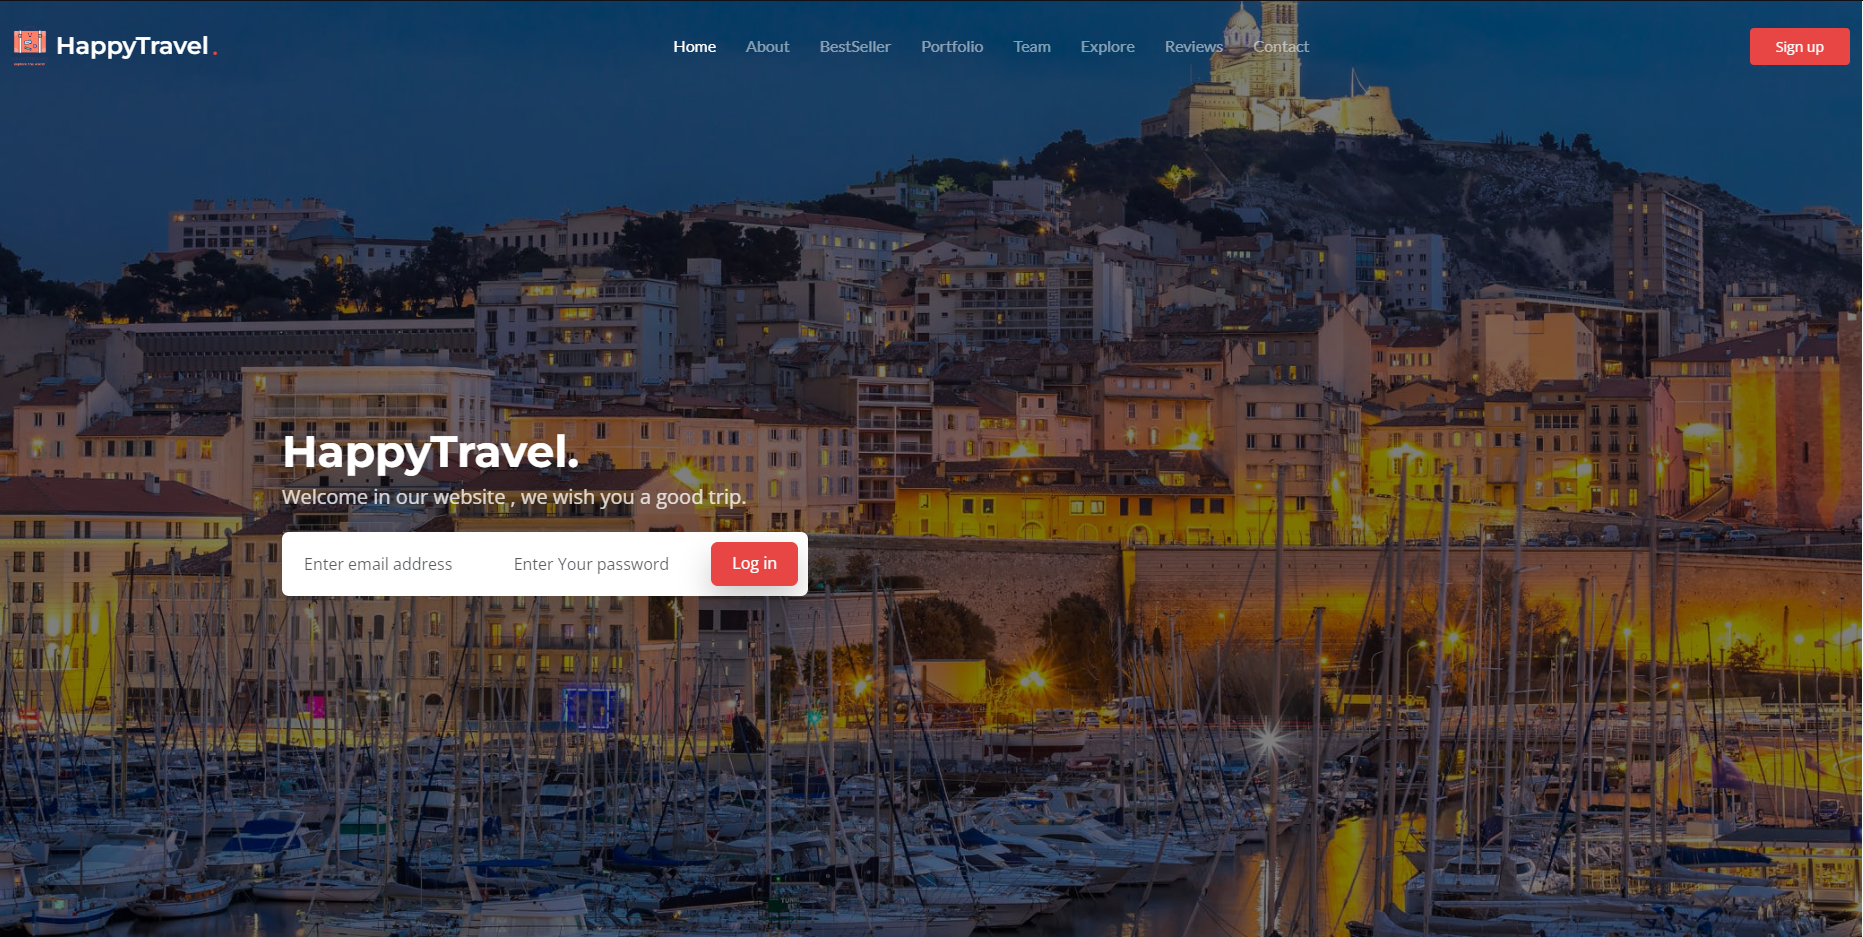 HappyTravel.
Home About BestSeller Portfolio Team Explore Reviews Contact
Sign up
HappyTravel.
Welcome in our website , we wish you a good trip.
Enter email address
Enter Your password
Log in